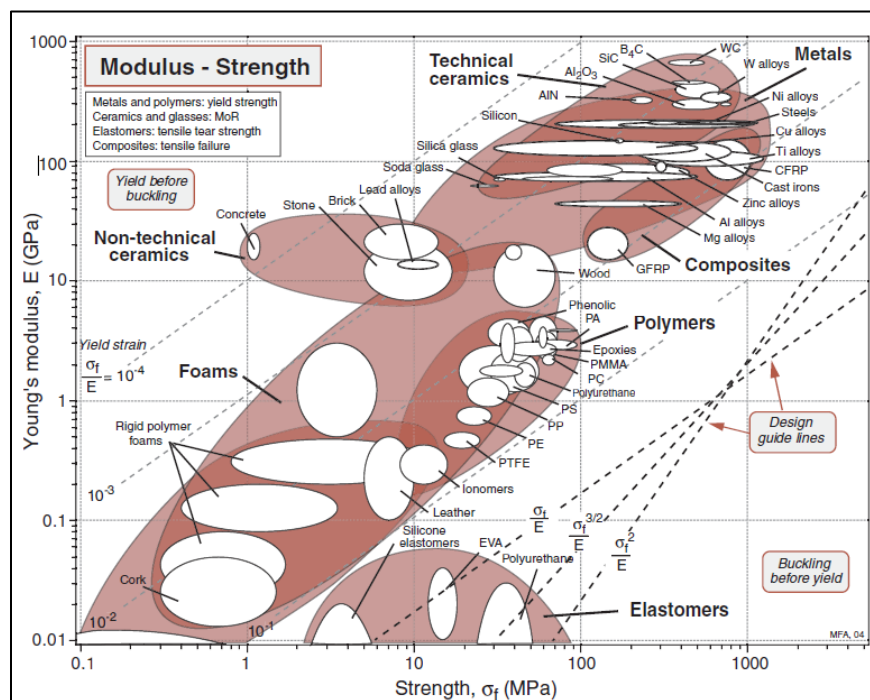 Modulus - Strength
Metals and polymers: yield strength
Ceramics and glasses: MoR
Elastomers: tensile tear strength
Composites: tensile failure
Technical
ceramics
B4C
SiC
Al2O3
AlN
WC
Metals
W alloys
Ni alloys
Steels
Cu alloys
Ti alloys
CFRP
Cast irons
Zinc alloys
Al alloys
Mg alloys
Silicon
Silica glass
Soda glass
Yield before
buckling
Lead alloys
Brick
Stone
Concrete
Non-technical
ceramics
GFRP
Composites
Wood
Phenolic
PA
Polymers
Epoxies
PMMA
PC
Polyurethane
PS
PP
PE
PTFE
Ionomers
Leather
Yield strain
σf
E = 10-4
Foams
Rigid polymer
foams
10-3
Silicone
elastomers
EVA
Polyurethane
Cork
10-2
10-1
σf
E
σf3/2
E
σf2
E
Design
guide lines
Elastomers
Buckling
before yield
MFA, 04
1000
100
10
1
0.1
0.01
Young's modulus, E (GPa)
0.1
1
10
100
1000
Strength, σf (MPa)